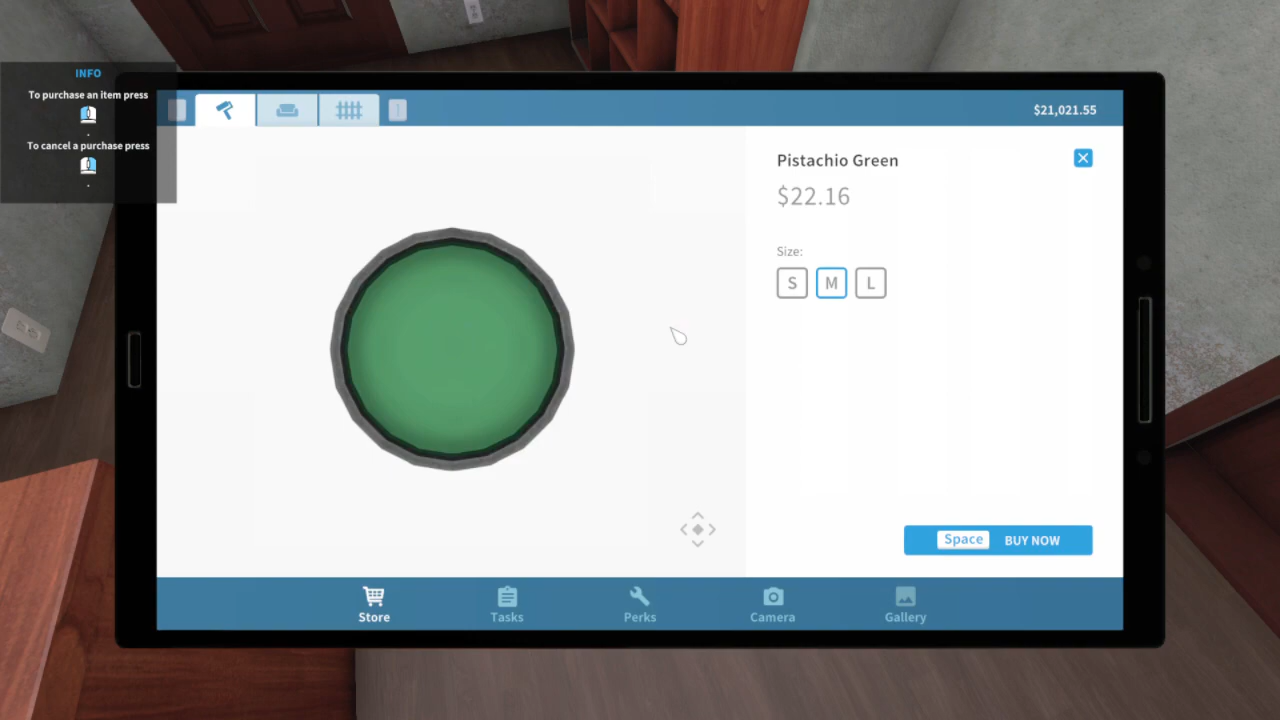 INFO
To purchase an item press
.
To cancel a purchase press
.
$21,021.55
Pistachio Green
$22.16
Size:
S M L
Space BUY NOW
Store Tasks Perks Camera Gallery